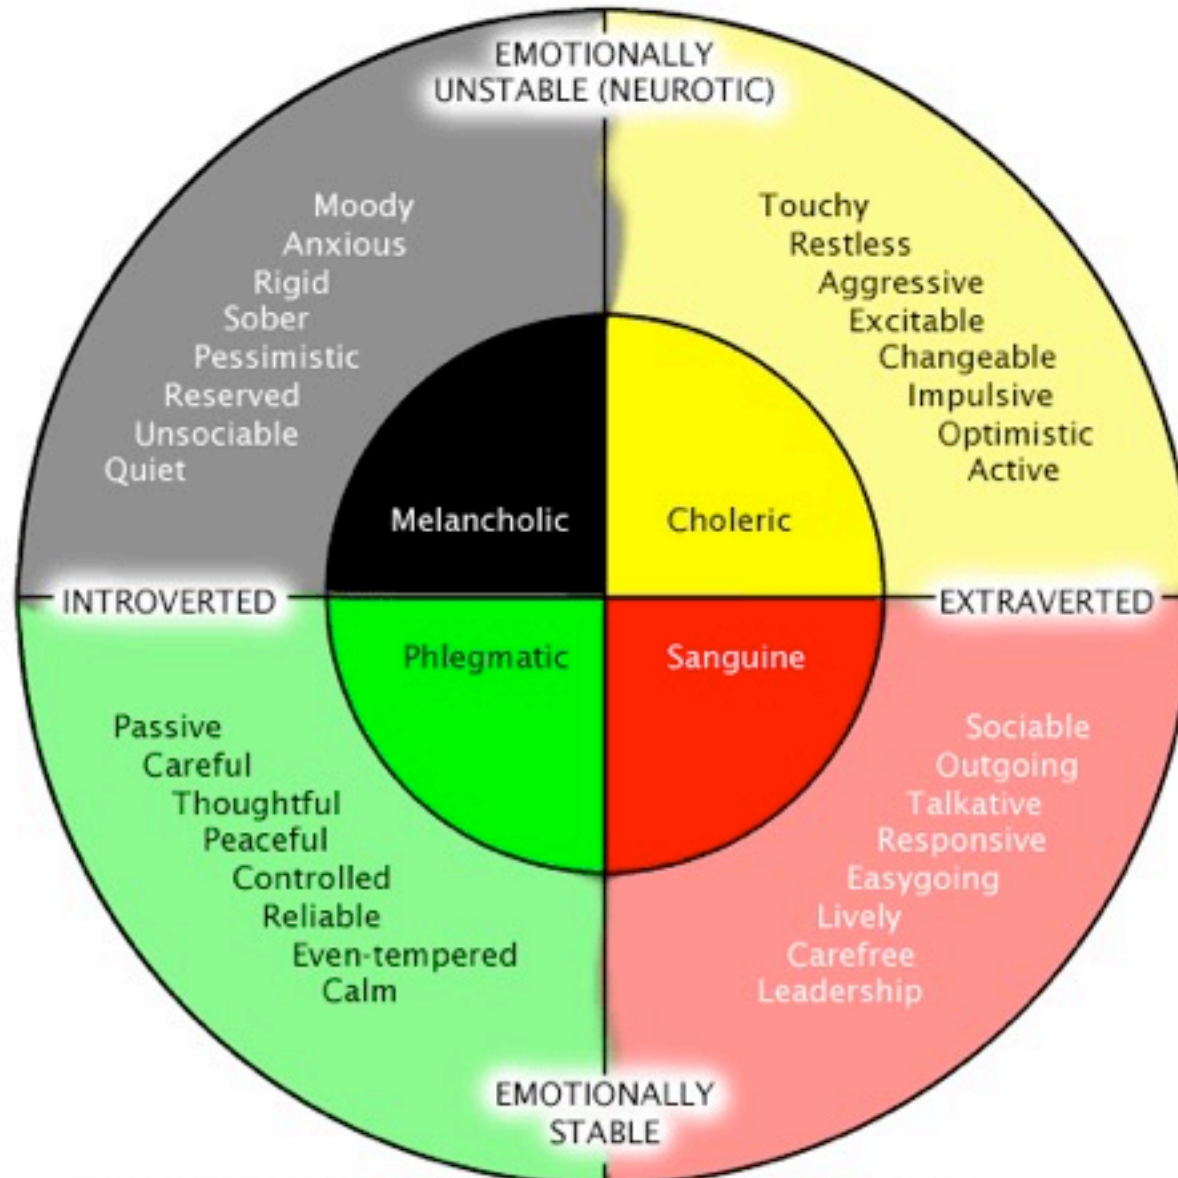 EMOTIONALLY
UNSTABLE (NEUROTIC)
Moody
Anxious
Rigid
Sober
Pessimistic
Reserved
Unsociable
Quiet
Touchy
Restless
Aggressive
Excitable
Changeable
Impulsive
Optimistic
Active
Melancholic
Choleric
INTROVERTED
EXTRAVERTED
Phlegmatic
Sanguine
Passive
Careful
Thoughtful
Peaceful
Controlled
Reliable
Even-tempered
Calm
Sociable
Outgoing
Talkative
Responsive
Easygoing
Lively
Carefree
Leadership
EMOTIONALLY
STABLE